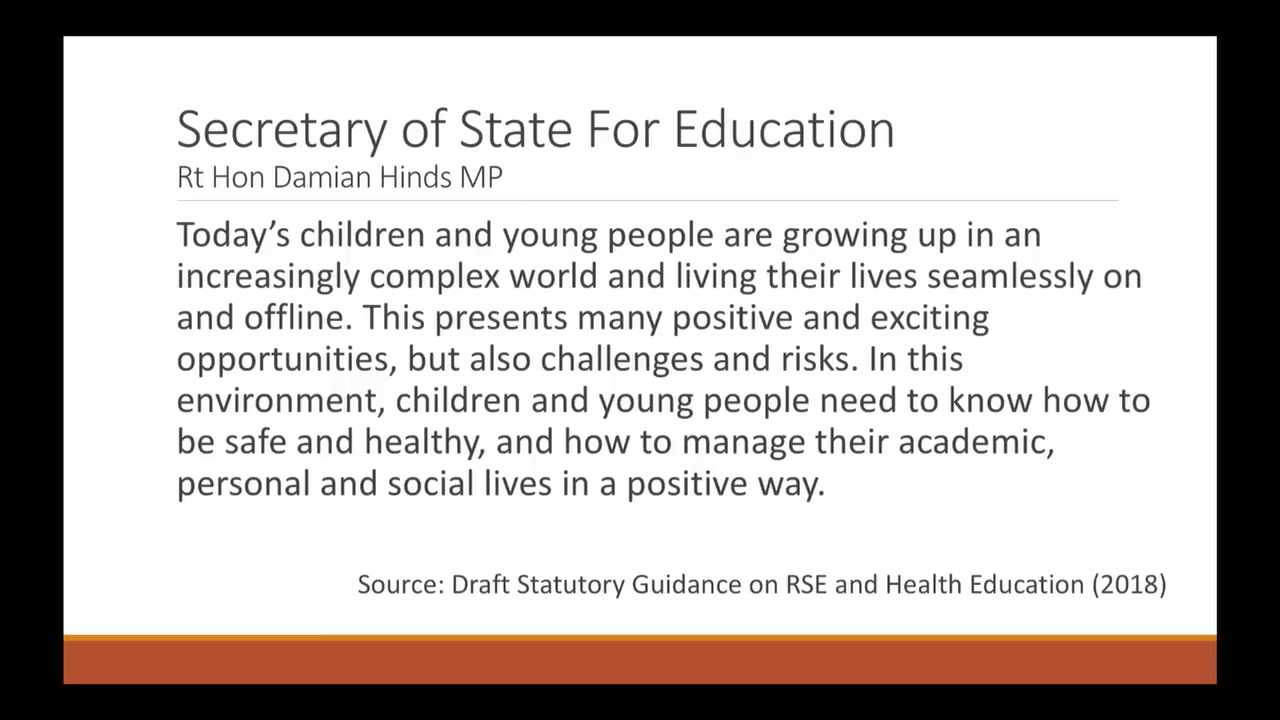 Secretary of State For Education
Rt Hon Damian Hinds MP
Today’s children and young people are growing up in an
increasingly complex world and living their lives seamlessly on
and offline. This presents many positive and exciting
opportunities, but also challenges and risks. In this
environment, children and young people need to know how to
be safe and healthy, and how to manage their academic,
personal and social lives in a positive way.
Source: Draft Statutory Guidance on RSE and Health Education (2018)